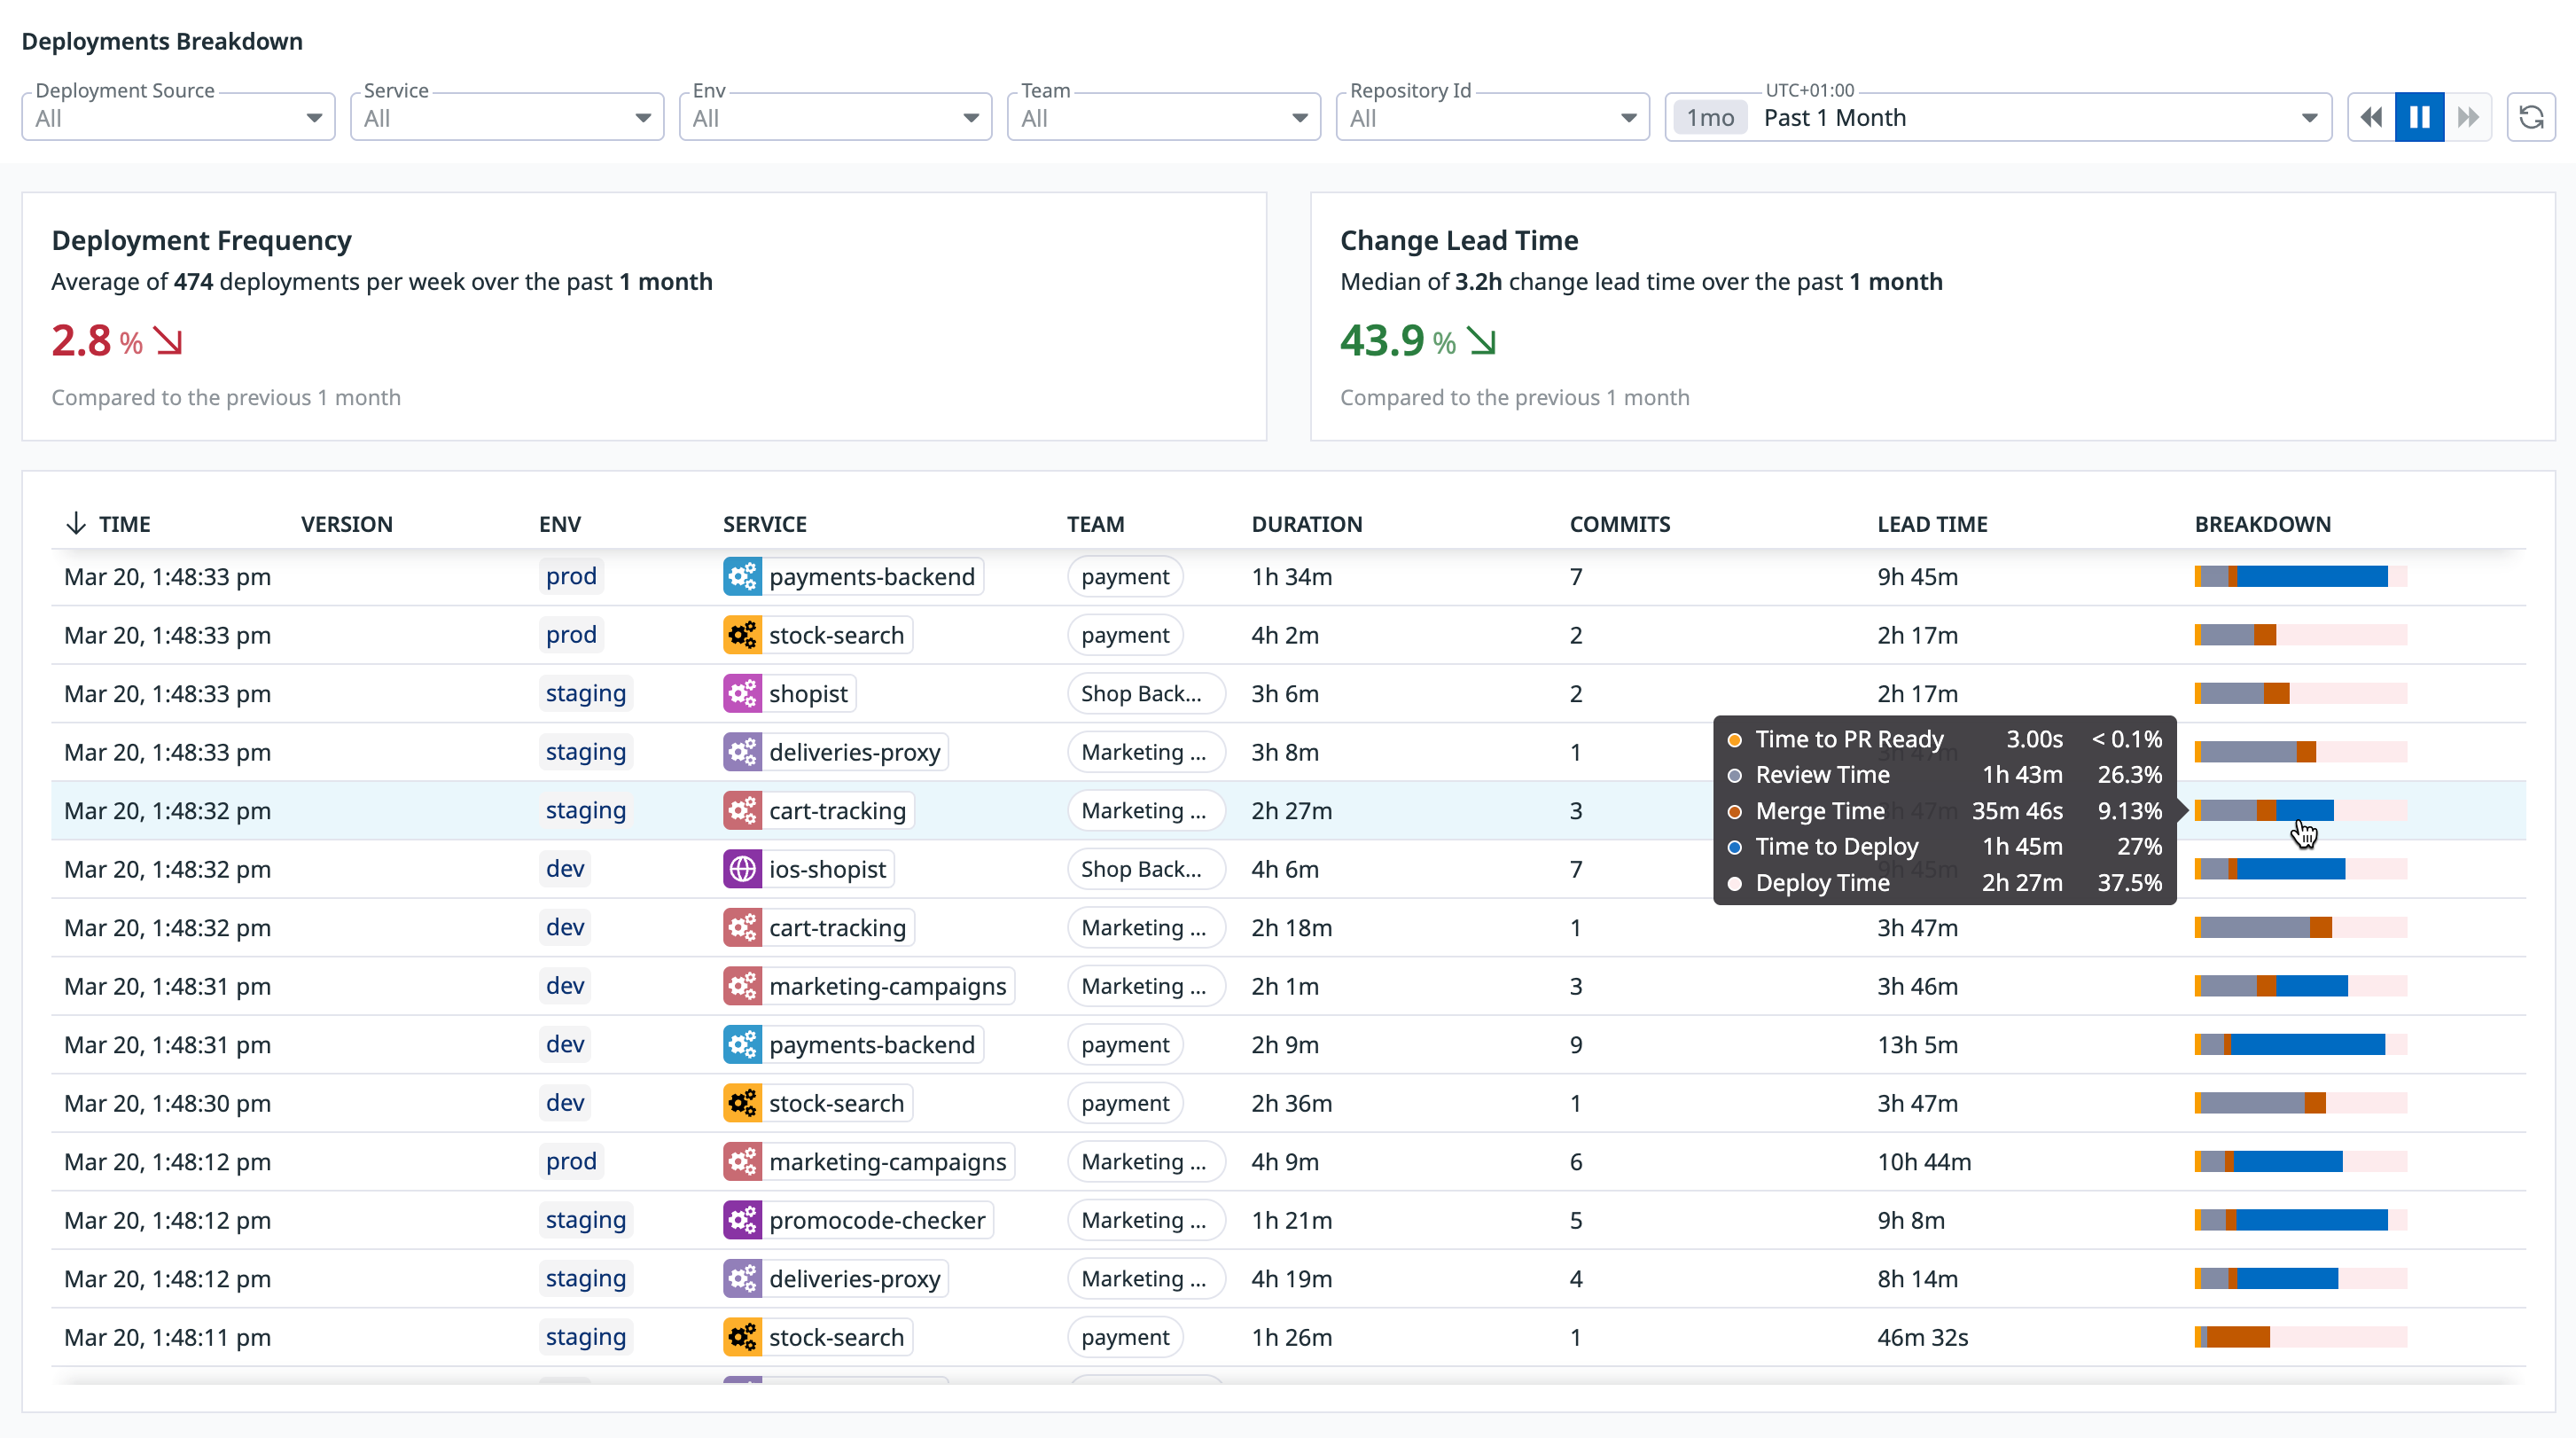 Deployments Breakdown
Deployment Source
All
Service
All
Env
All
Team
All
Repository Id
All
UTC+01:00
1mo Past 1 Month
Deployment Frequency
Average of 474 deployments per week over the past 1 month
2.8 %
Compared to the previous 1 month
Change Lead Time
Median of 3.2h change lead time over the past 1 month
43.9 %
Compared to the previous 1 month
TIME VERSION ENV SERVICE TEAM DURATION COMMITS LEAD TIME BREAKDOWN
Mar 20, 1:48:33 pm prod payments-backend payment 1h 34m 7 9h 45m
Mar 20, 1:48:33 pm prod stock-search payment 4h 2m 2 2h 17m
Mar 20, 1:48:33 pm staging shopist Shop Back... 3h 6m 2 2h 17m
Mar 20, 1:48:33 pm staging deliveries-proxy Marketing ... 3h 8m 1
Mar 20, 1:48:32 pm staging cart-tracking Marketing ... 2h 27m 3
Mar 20, 1:48:32 pm dev ios-shopist Shop Back... 4h 6m 7
Time to PR Ready 3.00s < 0.1%
Review Time 1h 43m 26.3%
Merge Time 35m 46s 9.13%
Time to Deploy 1h 45m 27%
Deploy Time 2h 27m 37.5%
Mar 20, 1:48:32 pm dev cart-tracking Marketing ... 2h 18m 1 3h 47m
Mar 20, 1:48:31 pm dev marketing-campaigns Marketing ... 2h 1m 3 3h 46m
Mar 20, 1:48:31 pm dev payments-backend payment 2h 9m 9 13h 5m
Mar 20, 1:48:30 pm dev stock-search payment 2h 36m 1 3h 47m
Mar 20, 1:48:12 pm prod marketing-campaigns Marketing ... 4h 9m 6 10h 44m
Mar 20, 1:48:12 pm staging promocode-checker Marketing ... 1h 21m 5 9h 8m
Mar 20, 1:48:12 pm staging deliveries-proxy Marketing ... 4h 19m 4 8h 14m
Mar 20, 1:48:11 pm staging stock-search payment 1h 26m 1 46m 32s